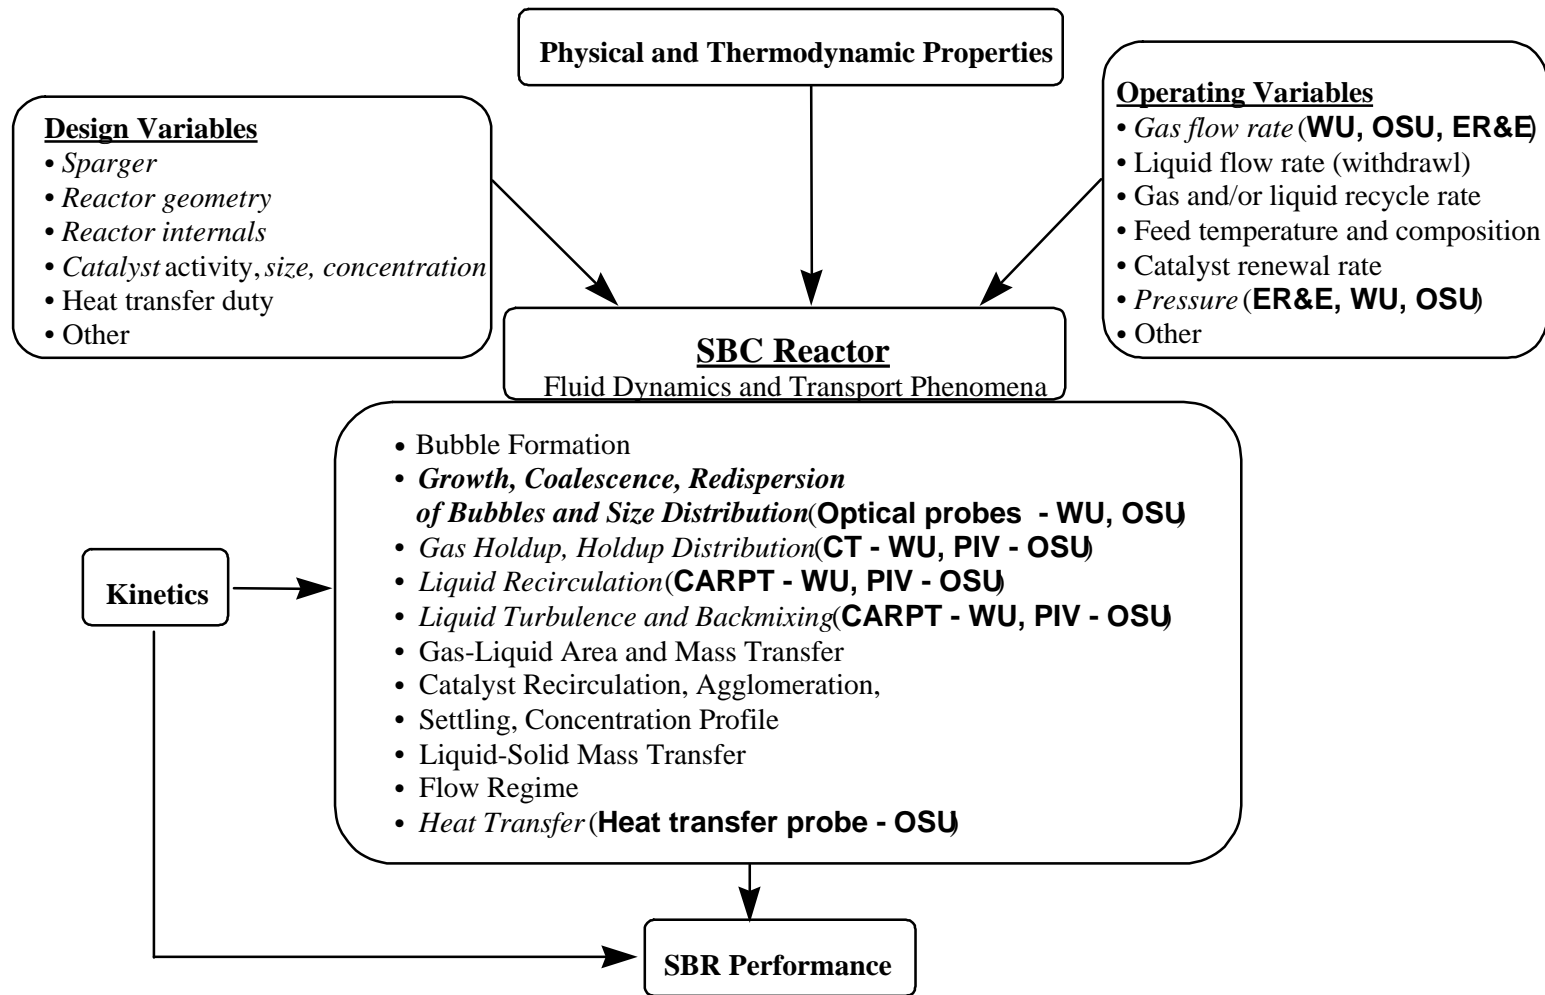 Physical and Thermodynamic Properties
Design Variables
• Sparger
• Reactor geometry
• Reactor internals
• Catalyst activity, size, concentration
• Heat transfer duty
• Other
Operating Variables
• Gas flow rate (WU, OSU, ER&E)
• Liquid flow rate (withdrawl)
• Gas and/or liquid recycle rate
• Feed temperature and composition
• Catalyst renewal rate
• Pressure (ER&E, WU, OSU)
• Other
SBC Reactor
Fluid Dynamics and Transport Phenomena
• Bubble Formation
• Growth, Coalescence, Redispersion
of Bubbles and Size Distribution (Optical probes - WU, OSU)
• Gas Holdup, Holdup Distribution (CT - WU, PIV - OSU)
• Liquid Recirculation (CARPT - WU, PIV - OSU)
• Liquid Turbulence and Backmixing (CARPT - WU, PIV - OSU)
• Gas-Liquid Area and Mass Transfer
• Catalyst Recirculation, Agglomeration,
• Settling, Concentration Profile
• Liquid-Solid Mass Transfer
• Flow Regime
• Heat Transfer (Heat transfer probe - OSU)
Kinetics
SBR Performance